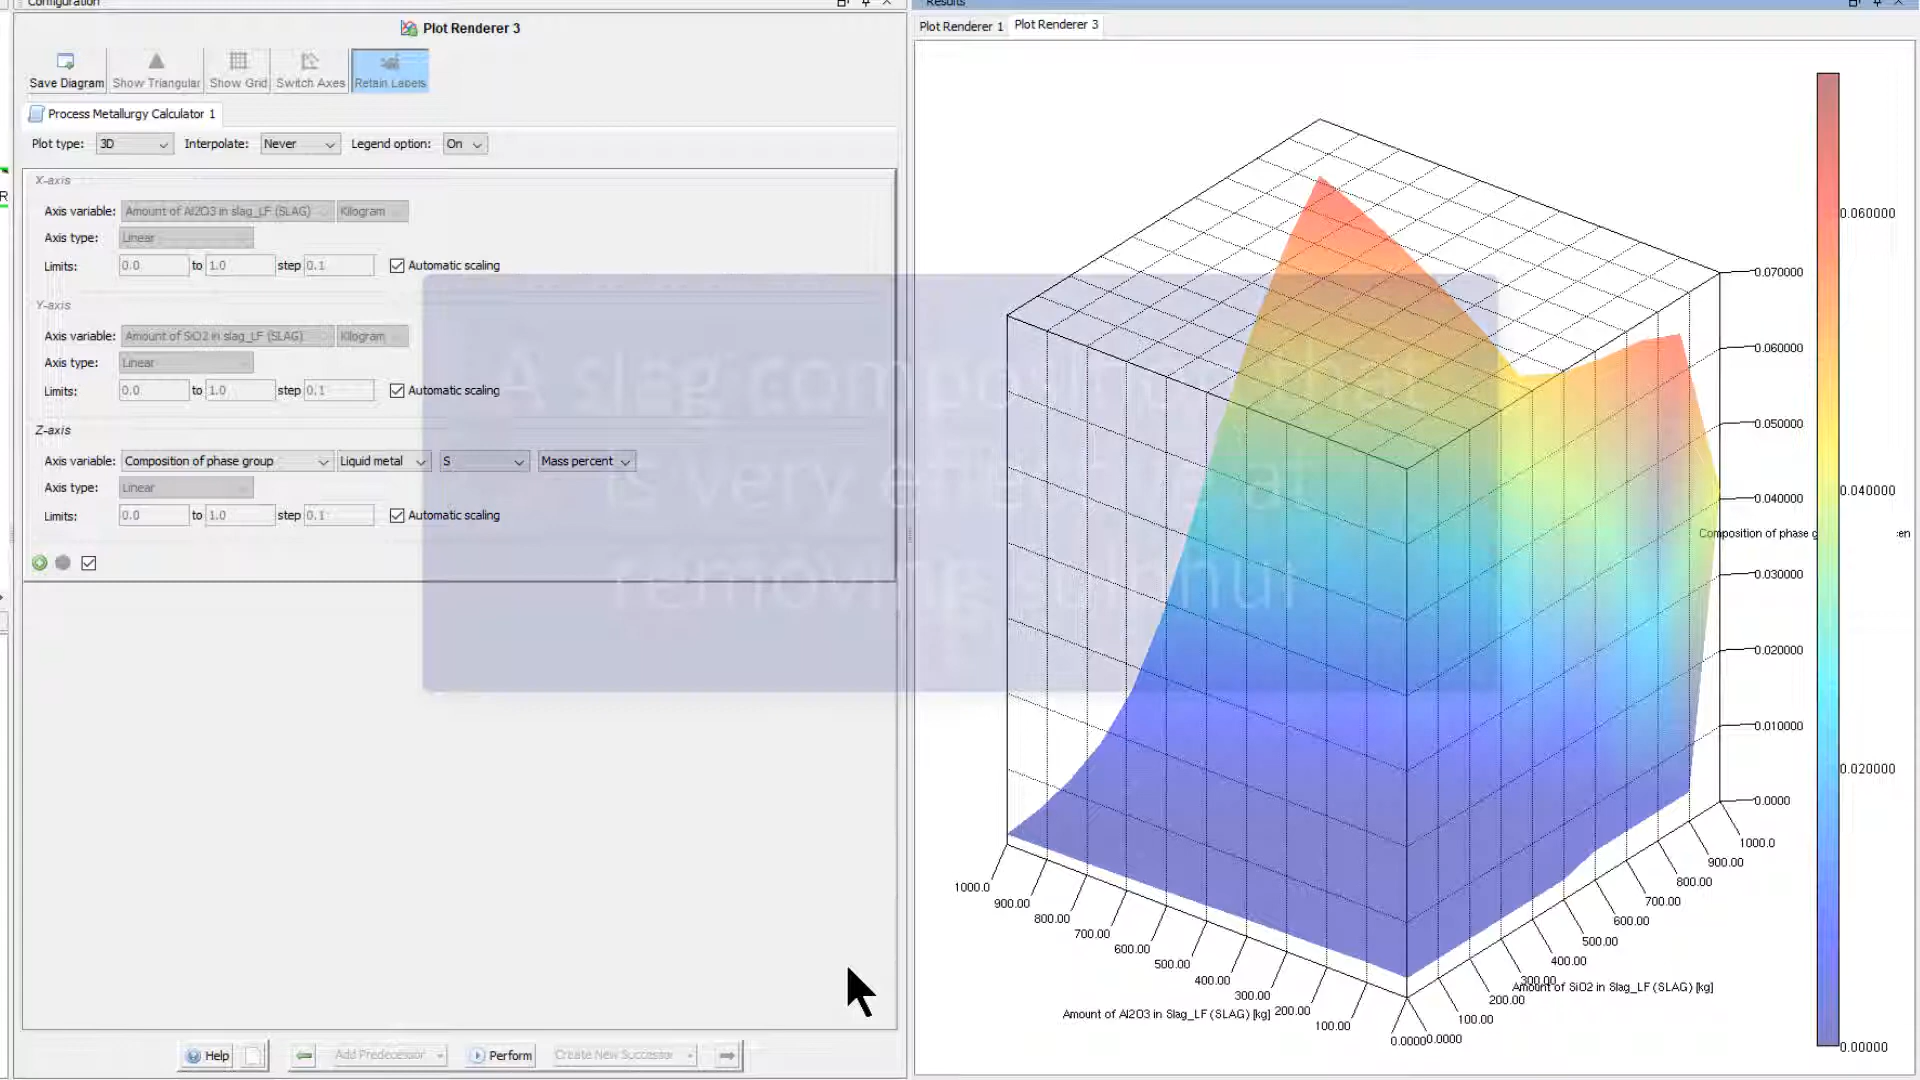 Configuration
Plot Renderer 3
Save Diagram
Show Triangular
Show Grid
Switch Axes
Retain Labels
Process Metallurgy Calculator 1
Plot type: 3D Interpolate: Never Legend option: On
X-axis
Axis variable: Amount of Al2O3 in slag_LF (SLAG) Kilogram
Axis type: Linear
Limits: 0.0 to 1.0 step 0.1 Automatic scaling
Y-axis
Axis variable: Amount of SiO2 in slag_LF (SLAG) Kilogram
Axis type: Linear
Limits: 0.0 to 1.0 step 0.1 Automatic scaling
Z-axis
Axis variable: Composition of phase group Liquid metal S Mass percent
Axis type: Linear
Limits: 0.0 to 1.0 step 0.1 Automatic scaling
Help
Add Predecessor
Perform
Create New Successor
R
A slag composition that
is very effective at
removing sulphur
Results
Plot Renderer 1
Plot Renderer 3
0.070000
0.060000
0.050000
0.040000
0.030000
0.020000
0.010000
0.0000
Composition of phase g
en
0.060000
0.040000
0.020000
0.00000
1000.0
900.00
800.00
700.00
600.00
500.00
400.00
300.00
200.00
100.00
0.0000
Amount of Al2O3 in Slag_LF (SLAG) [kg]
0.0000
100.00
200.00
300.00
400.00
500.00
600.00
700.00
800.00
900.00
1000.0
Amount of SiO2 in Slag_LF (SLAG) [kg]